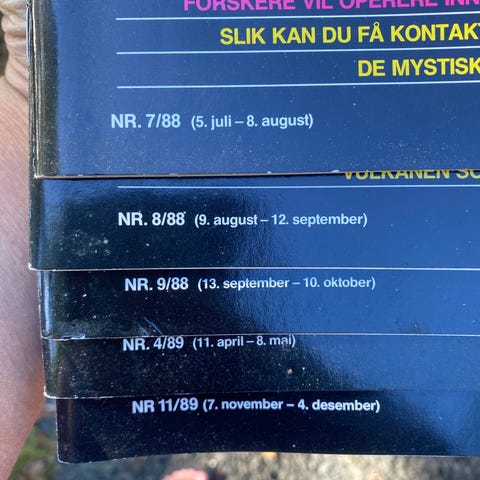 FORSKERE VIL OPERERE INN
SLIK KAN DU FÅ KONTAKT
DE MYSTISK
NR. 7/88 (5. juli – 8. august)
VULKANEN SO
NR. 8/88 (9. august – 12. september)
NR. 9/88 (13. september – 10. oktober)
NR. 4/89 (11. april – 8. mai)
NR 11/89 (7. november – 4. desember)